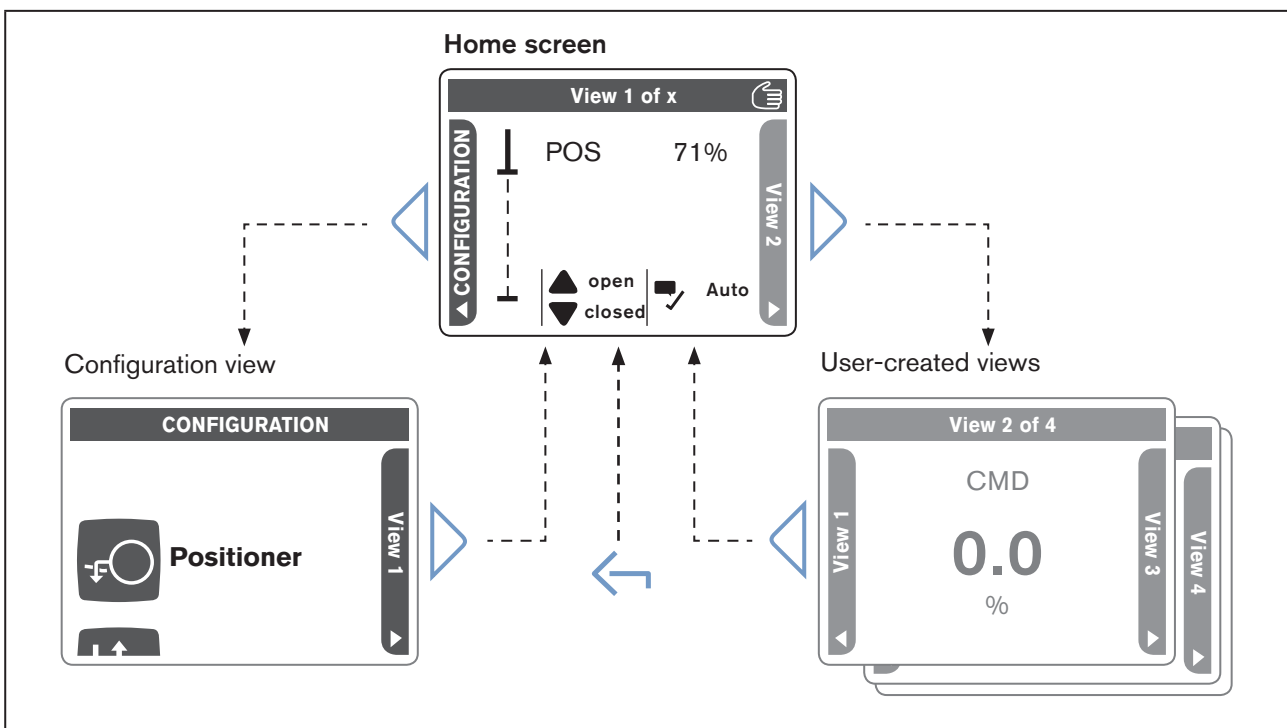 Home screen
View 1 of x
CONFIGURATION
POS 71%
View 2
open
closed
Auto
Configuration view
User-created views
CONFIGURATION
Positioner
View 1
View 2 of 4
View 1
CMD
0.0
%
View 3
View 4